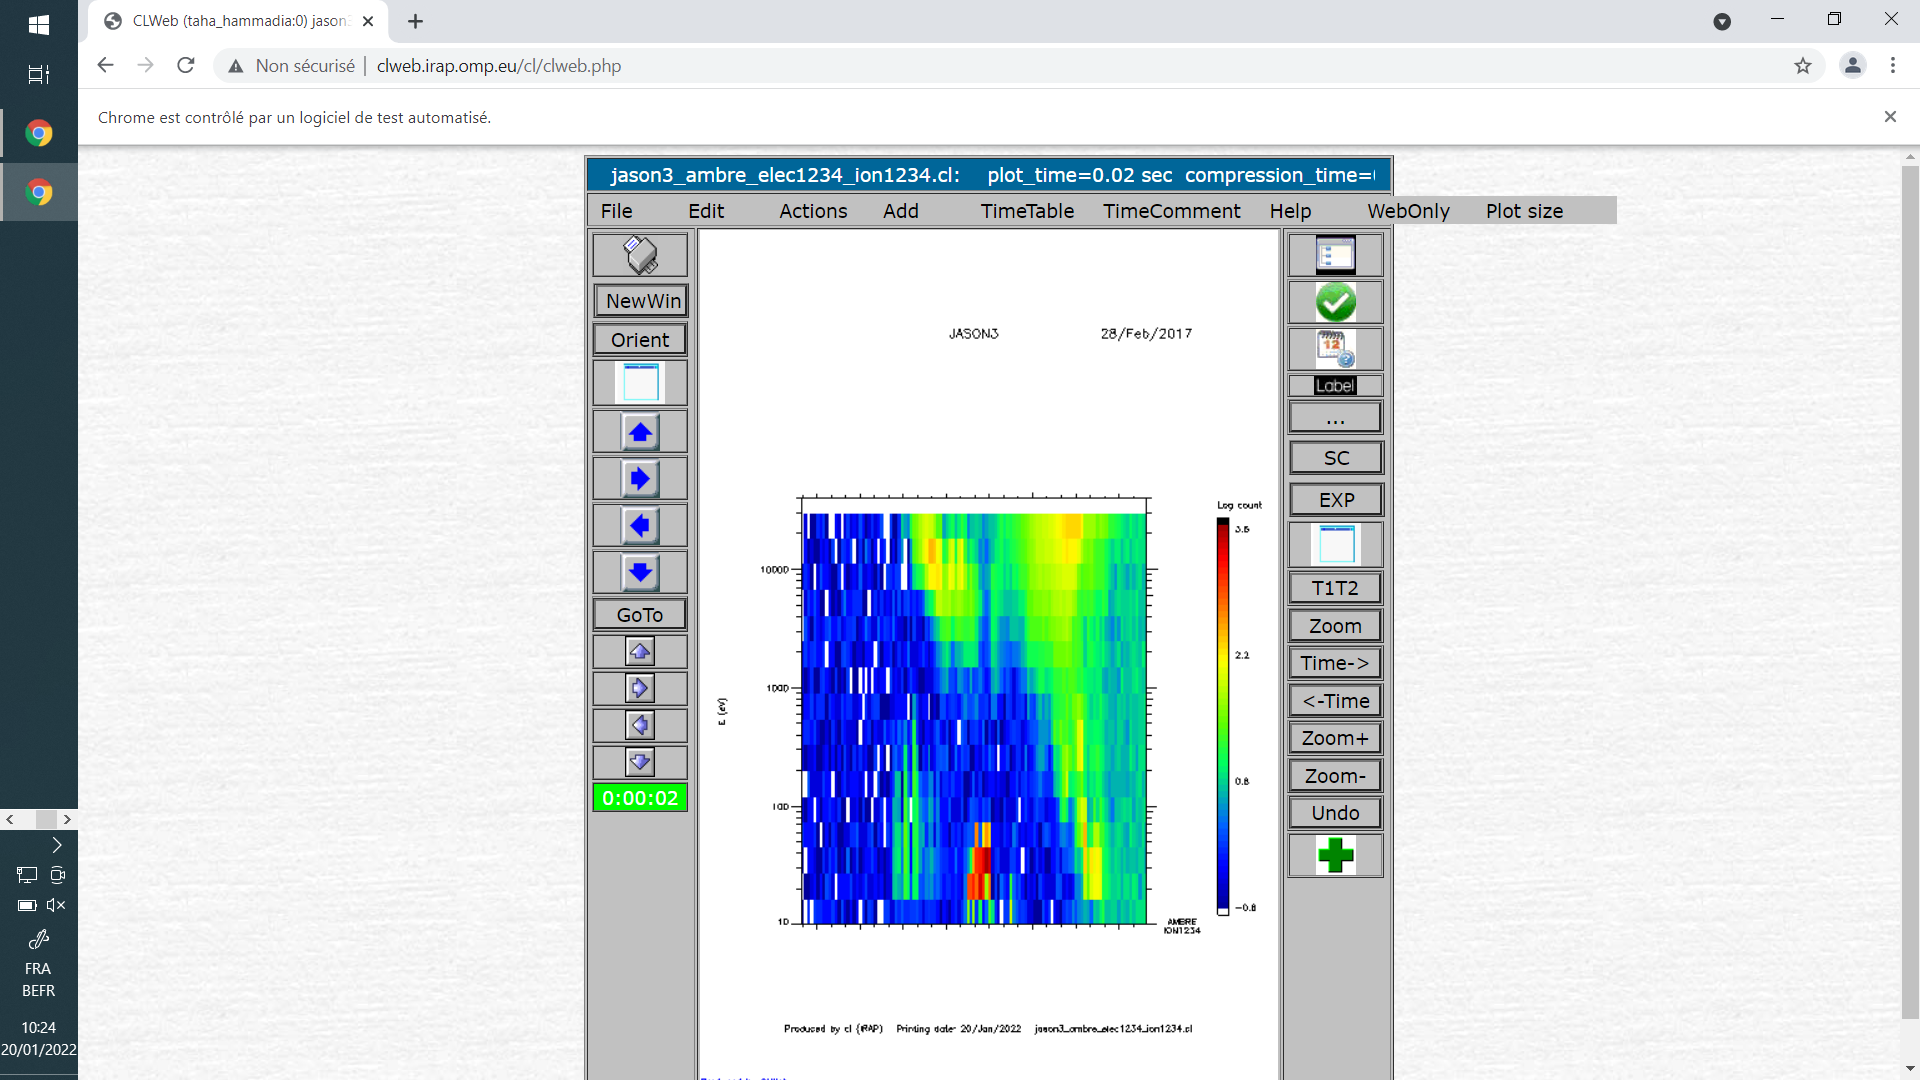 CLWeb (taha_hammadia:0) jason3
Non sécurisé | clweb.irap.omp.eu/cl/clweb.php
Chrome est contrôlé par un logiciel de test automatisé.
jason3_ambre_elec1234_ion1234.cl: plot_time=0.02 sec compression_time=
File Edit Actions Add TimeTable TimeComment Help WebOnly Plot size
NewWin
Orient
GoTo
0:00:02
JASON3 28/Feb/2017
Log count
3.5
2.2
0.8
-0.8
10000
1000
100
10
E (eV)
AMBRE
ION1234
Produced by cl (IRAP) Printing date: 20/Jan/2022 jason3_ambre_elec1234_ion1234.cl
12
Label
...
SC
EXP
T1T2
Zoom
Time->
<-Time
Zoom+
Zoom-
Undo
FRA
BEFR
10:24
20/01/2022